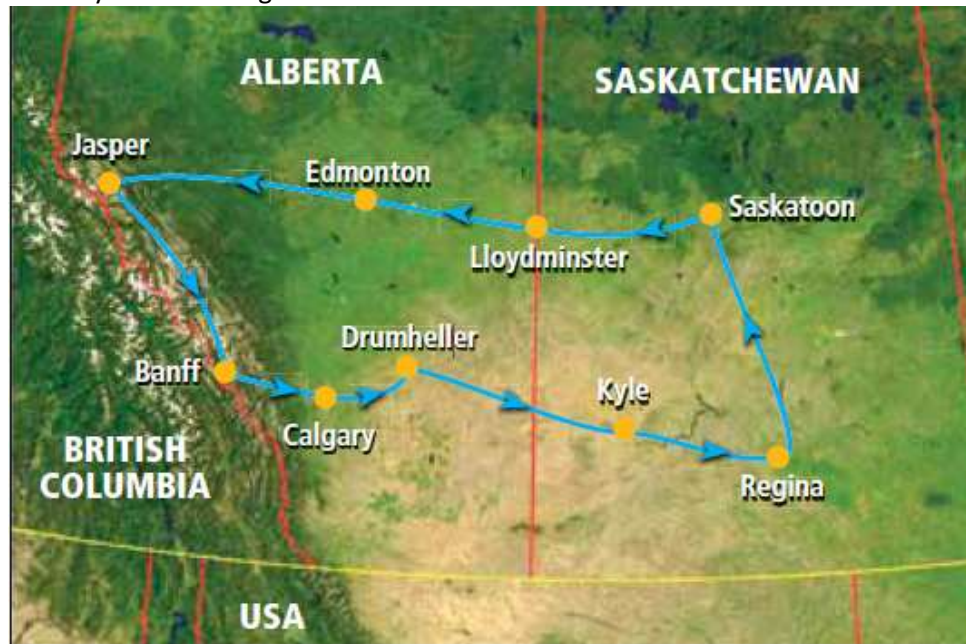 ALBERTA
SASKATCHEWAN
Jasper
Edmonton
Saskatoon
Lloydminster
Drumheller
Banff
Kyle
Calgary
BRITISH
COLUMBIA
Regina
USA